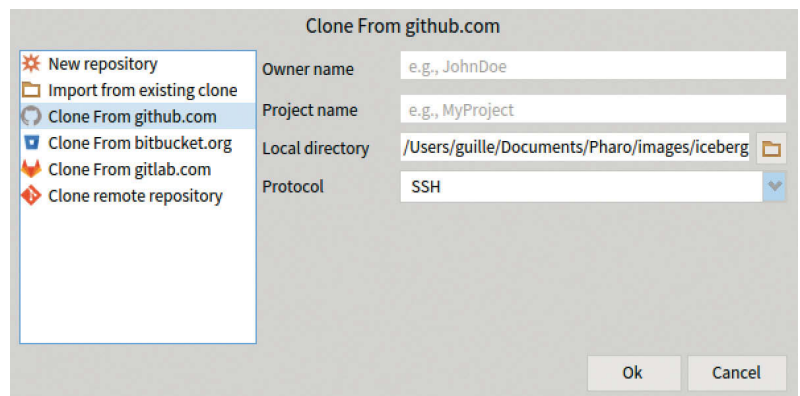 Clone From github.com
New repository
Import from existing clone
Clone From github.com
Clone From bitbucket.org
Clone From gitlab.com
Clone remote repository
Owner name
e.g., JohnDoe
Project name
e.g., MyProject
Local directory
/Users/guille/Documents/Pharo/images/iceberg
Protocol
SSH
Ok
Cancel